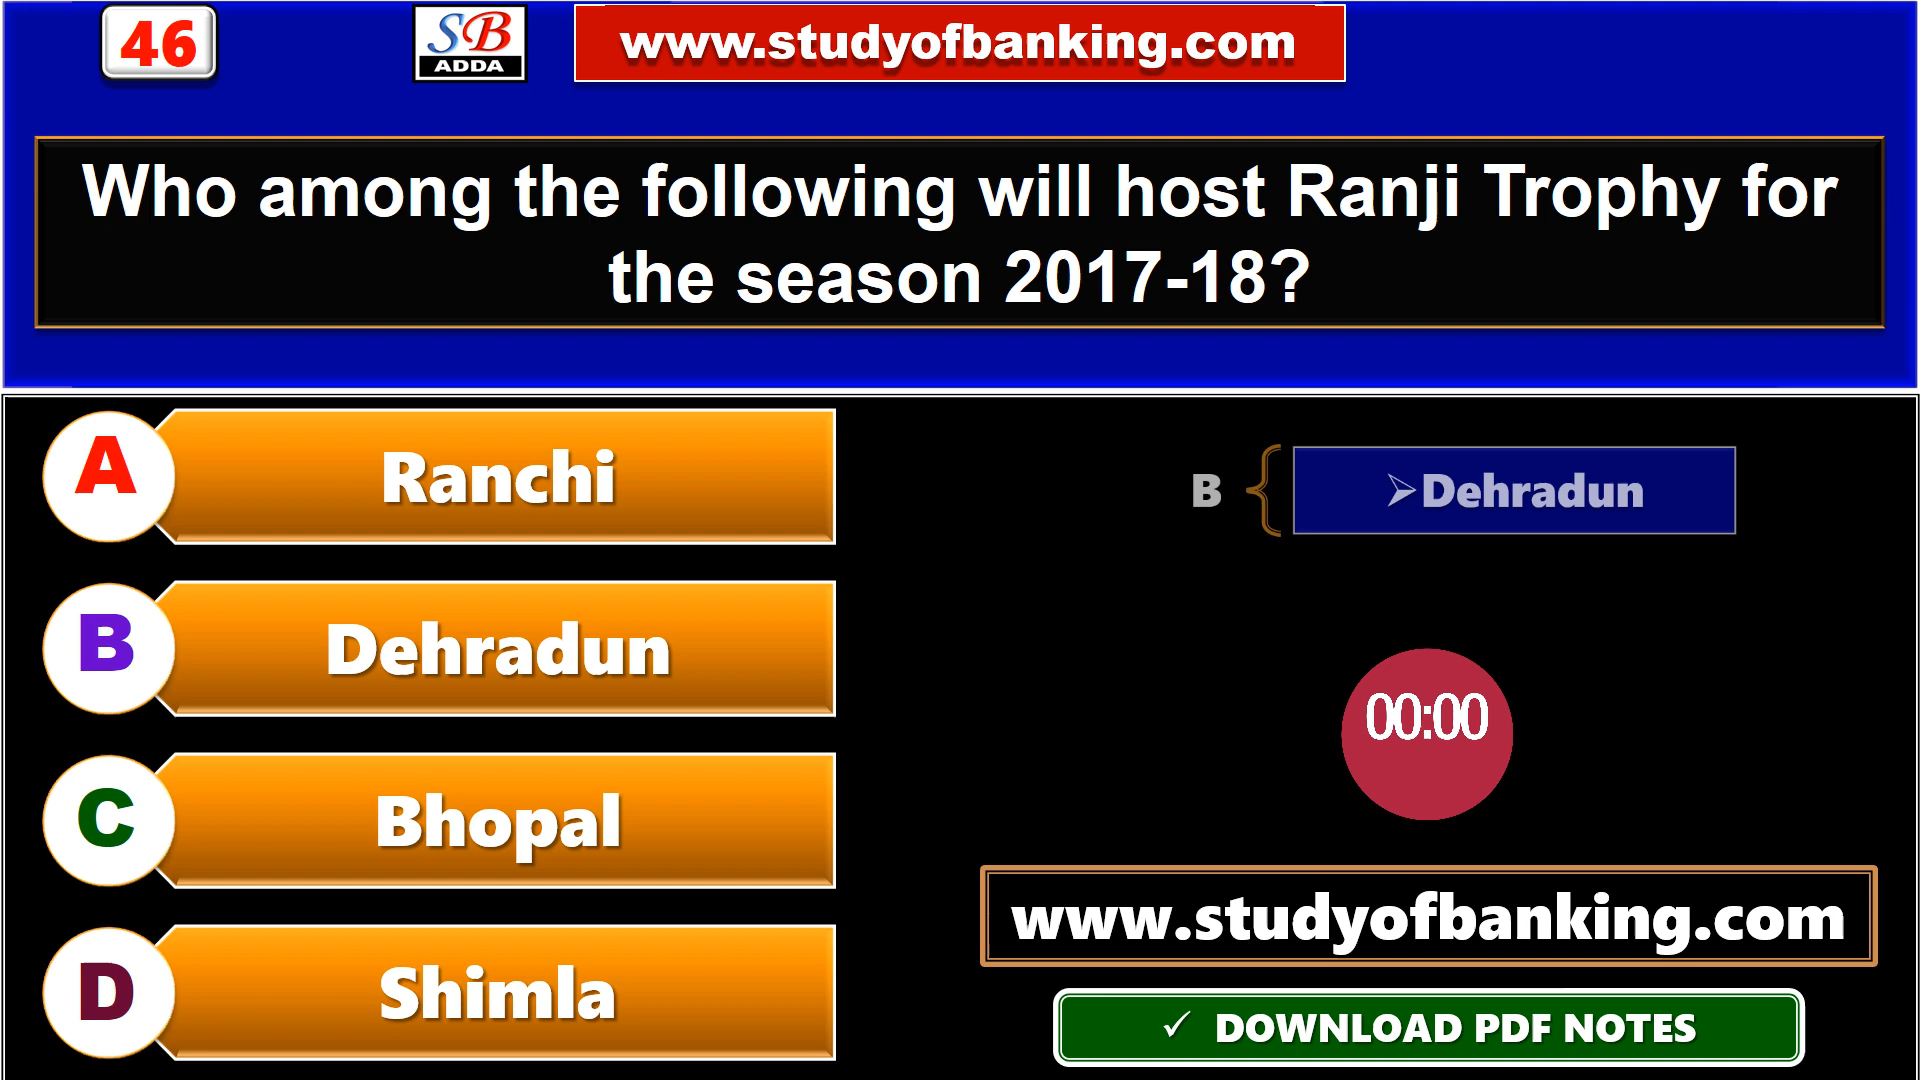 46
SB
ADDA
www.studyofbanking.com
Who among the following will host Ranji Trophy for
the season 2017-18?
A
Ranchi
B
Dehradun
C
Bhopal
D
Shimla
B
➢Dehradun
00:00
www.studyofbanking.com
✓ DOWNLOAD PDF NOTES